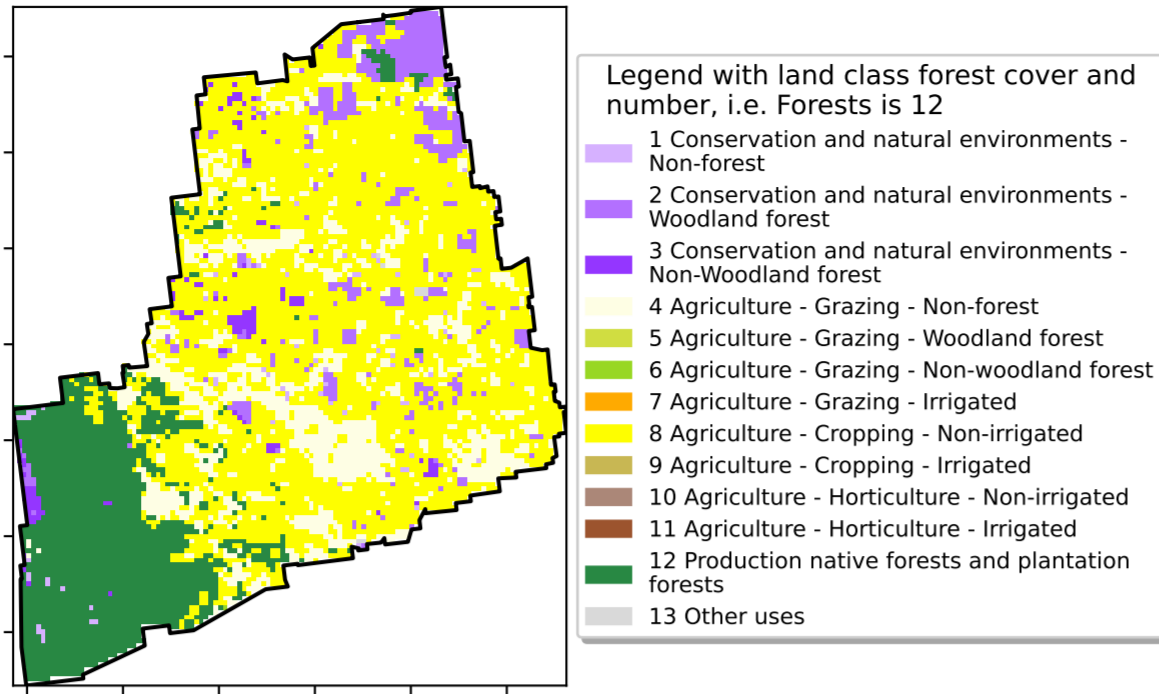 Legend with land class forest cover and
number, i.e. Forests is 12
1 Conservation and natural environments -
Non-forest
2 Conservation and natural environments -
Woodland forest
3 Conservation and natural environments -
Non-Woodland forest
4 Agriculture - Grazing - Non-forest
5 Agriculture - Grazing - Woodland forest
6 Agriculture - Grazing - Non-woodland forest
7 Agriculture - Grazing - Irrigated
8 Agriculture - Cropping - Non-irrigated
9 Agriculture - Cropping - Irrigated
10 Agriculture - Horticulture - Non-irrigated
11 Agriculture - Horticulture - Irrigated
12 Production native forests and plantation
forests
13 Other uses